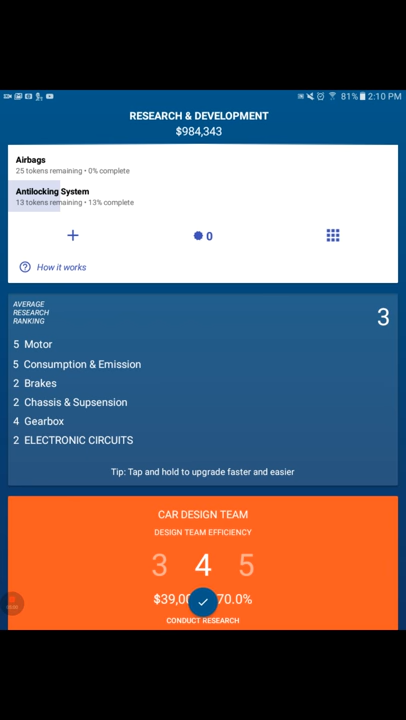 81% 2:10 PM
RESEARCH & DEVELOPMENT
$984,343
Airbags
25 tokens remaining • 0% complete
Antilocking System
13 tokens remaining • 13% complete
+ 0
How it works
AVERAGE
RESEARCH
RANKING
3
5 Motor
5 Consumption & Emission
2 Brakes
2 Chassis & Supsension
4 Gearbox
2 ELECTRONIC CIRCUITS
Tip: Tap and hold to upgrade faster and easier
CAR DESIGN TEAM
DESIGN TEAM EFFICIENCY
3 4 5
$39,00 70.0%
CONDUCT RESEARCH